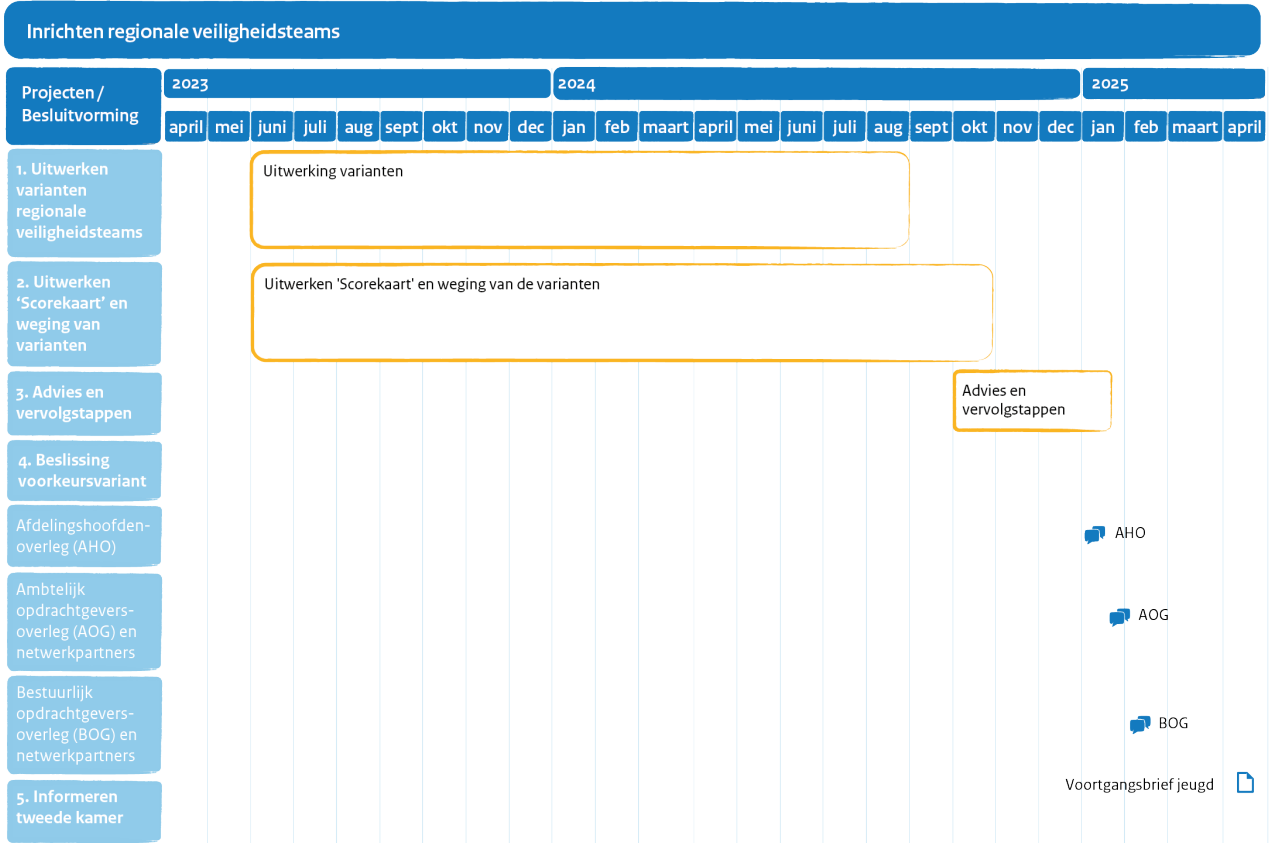 Inrichten regionale veiligheidsteams
Projecten /
Besluitvorming
2023
2024
2025
april mei juni juli aug sept okt nov dec jan feb maart april mei juni juli aug sept okt nov dec jan feb maart april
1. Uitwerken
varianten
regionale
veiligheidsteams
Uitwerking varianten
2. Uitwerken
‘Scorekaart’ en
weging van
varianten
Uitwerken 'Scorekaart' en weging van de varianten
3. Advies en
vervolgstappen
Advies en
vervolgstappen
4. Beslissing
voorkeursvariant
Afdelingshoofden-
overleg (AHO)
AHO
Ambtelijk
opdrachtgevers-
overleg (AOG) en
netwerkpartners
AOG
Bestuurlijk
opdrachtgevers-
overleg (BOG) en
netwerkpartners
BOG
5. Informeren
tweede kamer
Voortgangsbrief jeugd